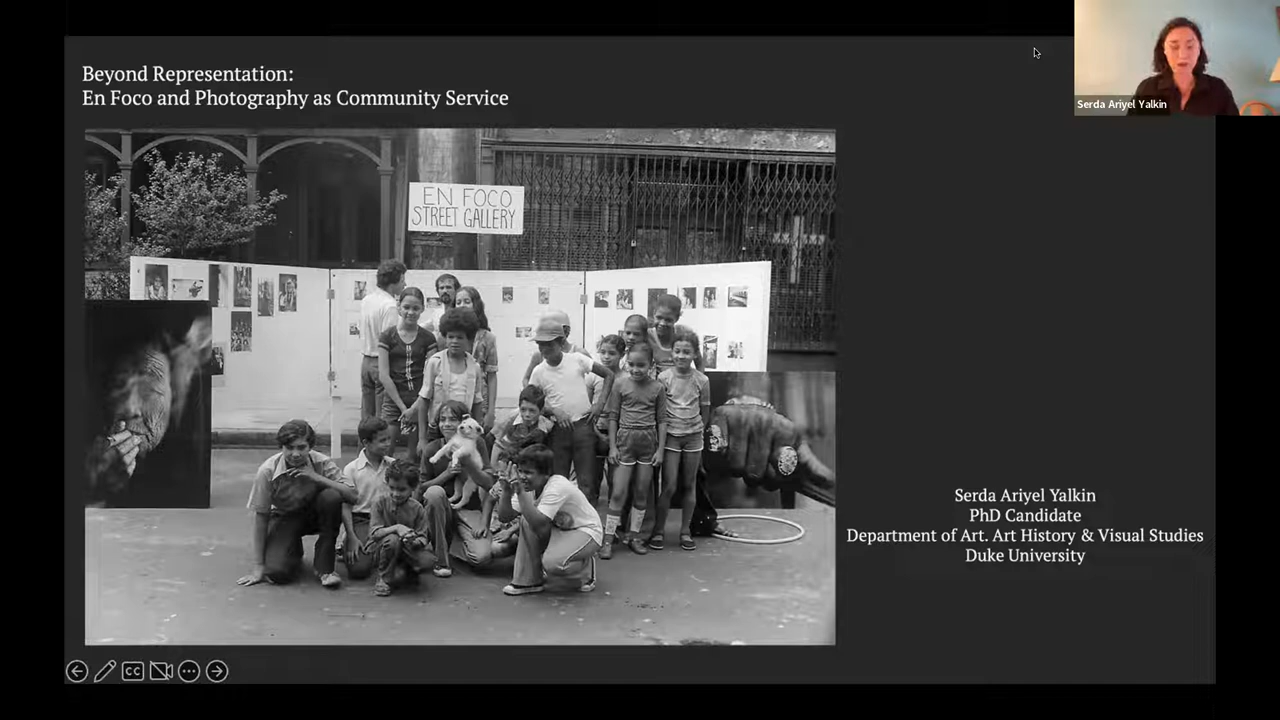 Beyond Representation:
En Foco and Photography as Community Service
Serda Ariyel Yalkin
EN FOCO
STREET GALLERY
Serda Ariyel Yalkin
PhD Candidate
Department of Art. Art History & Visual Studies
Duke University
CC